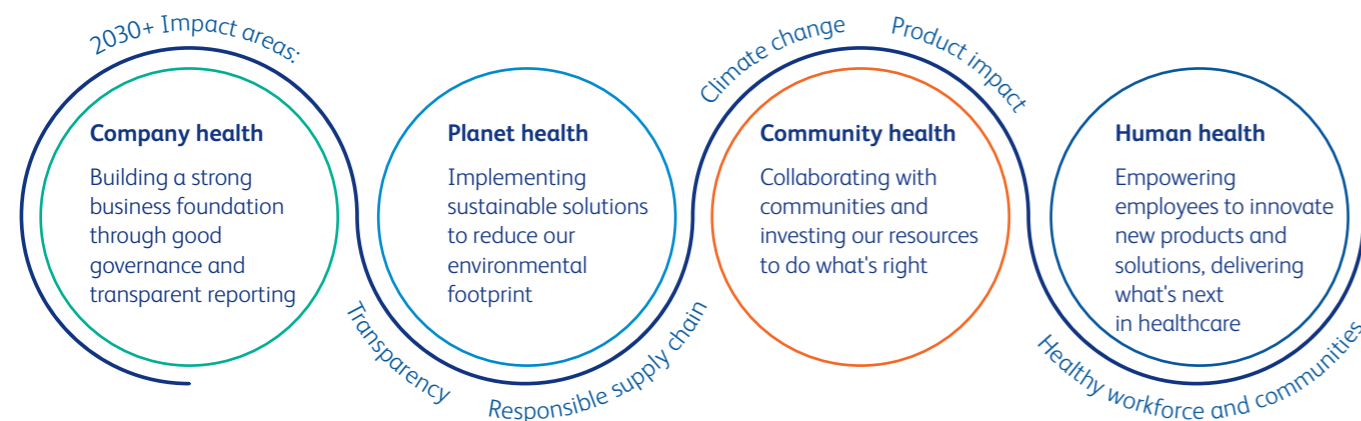 2030+ Impact areas:
Company health
Building a strong
business foundation
through good
governance and
transparent reporting
Transparency
Planet health
Implementing
sustainable solutions
to reduce our
environmental
footprint
Responsible supply chain
Climate change
Product impact
Community health
Collaborating with
communities and
investing our resources
to do what's right
Human health
Empowering
employees to innovate
new products and
solutions, delivering
what's next
in healthcare
Healthy workforce and communities